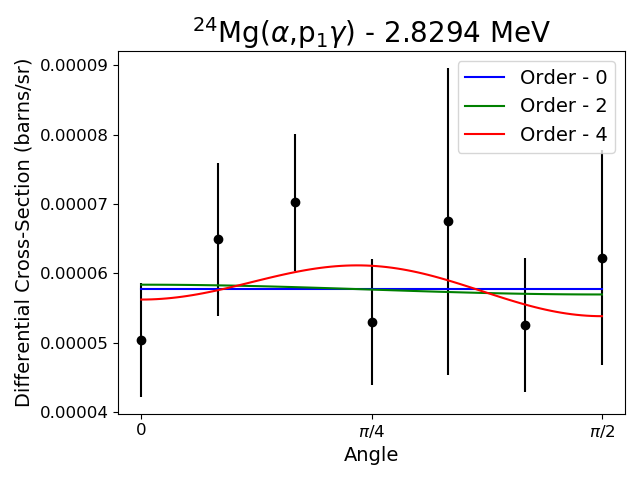 ²⁴Mg(α,p₁γ) - 2.8294 MeV
Differential Cross-Section (barns/sr)
0.00009
0.00008
0.00007
0.00006
0.00005
0.00004
Order - 0
Order - 2
Order - 4
0
π/4
π/2
Angle